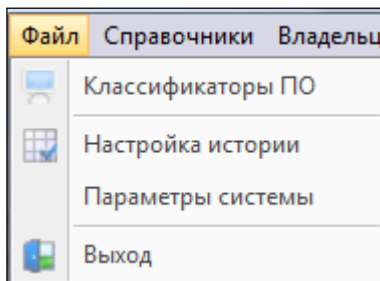 Файл Справочники Владельц
Классификаторы ПО
Настройка истории
Параметры системы
Выход